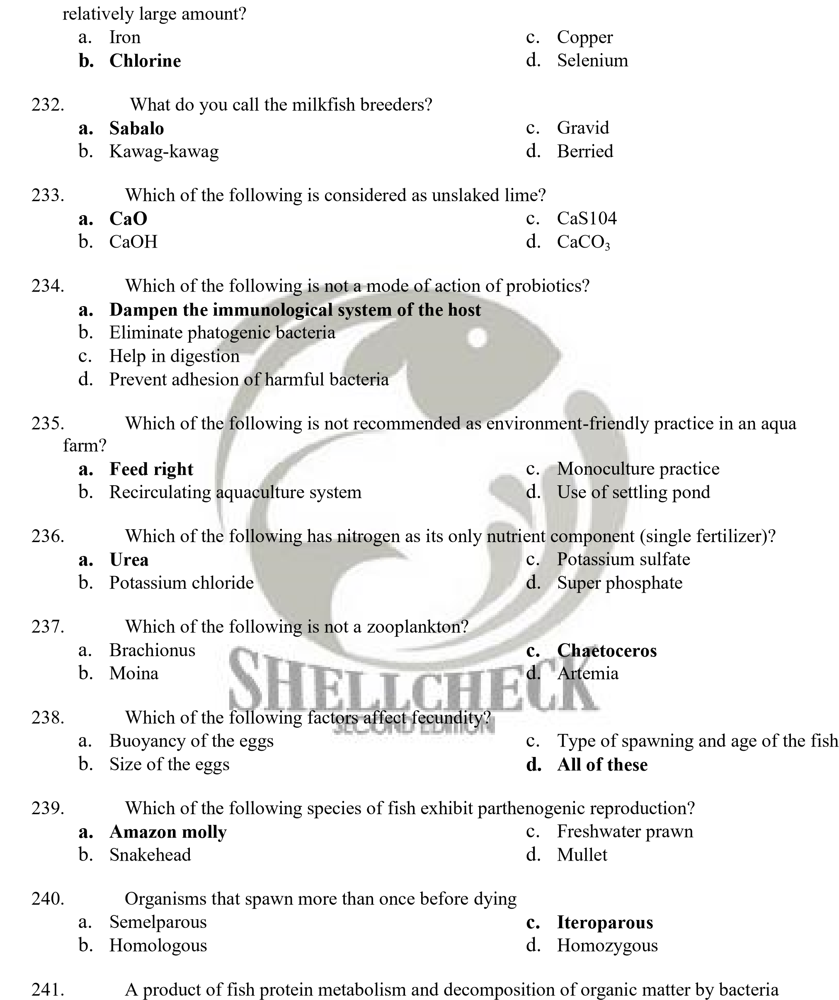 relatively large amount?
a. Iron
b. Chlorine
c. Copper
d. Selenium
232. What do you call the milkfish breeders?
a. Sabalo
b. Kawag-kawag
c. Gravid
d. Berried
233. Which of the following is considered as unslaked lime?
a. CaO
b. CaOH
c. CaS104
d. CaCO₃
234. Which of the following is not a mode of action of probiotics?
a. Dampen the immunological system of the host
b. Eliminate phatogenic bacteria
c. Help in digestion
d. Prevent adhesion of harmful bacteria
235. Which of the following is not recommended as environment-friendly practice in an aqua
farm?
a. Feed right
b. Recirculating aquaculture system
c. Monoculture practice
d. Use of settling pond
236. Which of the following has nitrogen as its only nutrient component (single fertilizer)?
a. Urea
b. Potassium chloride
c. Potassium sulfate
d. Super phosphate
237. Which of the following is not a zooplankton?
a. Brachionus
b. Moina
c. Chaetoceros
d. Artemia
SHELLCHECK
SECOND EDITION
238. Which of the following factors affect fecundity?
a. Buoyancy of the eggs
b. Size of the eggs
c. Type of spawning and age of the fish
d. All of these
239. Which of the following species of fish exhibit parthenogenic reproduction?
a. Amazon molly
b. Snakehead
c. Freshwater prawn
d. Mullet
240. Organisms that spawn more than once before dying
a. Semelparous
b. Homologous
c. Iteroparous
d. Homozygous
241. A product of fish protein metabolism and decomposition of organic matter by bacteria